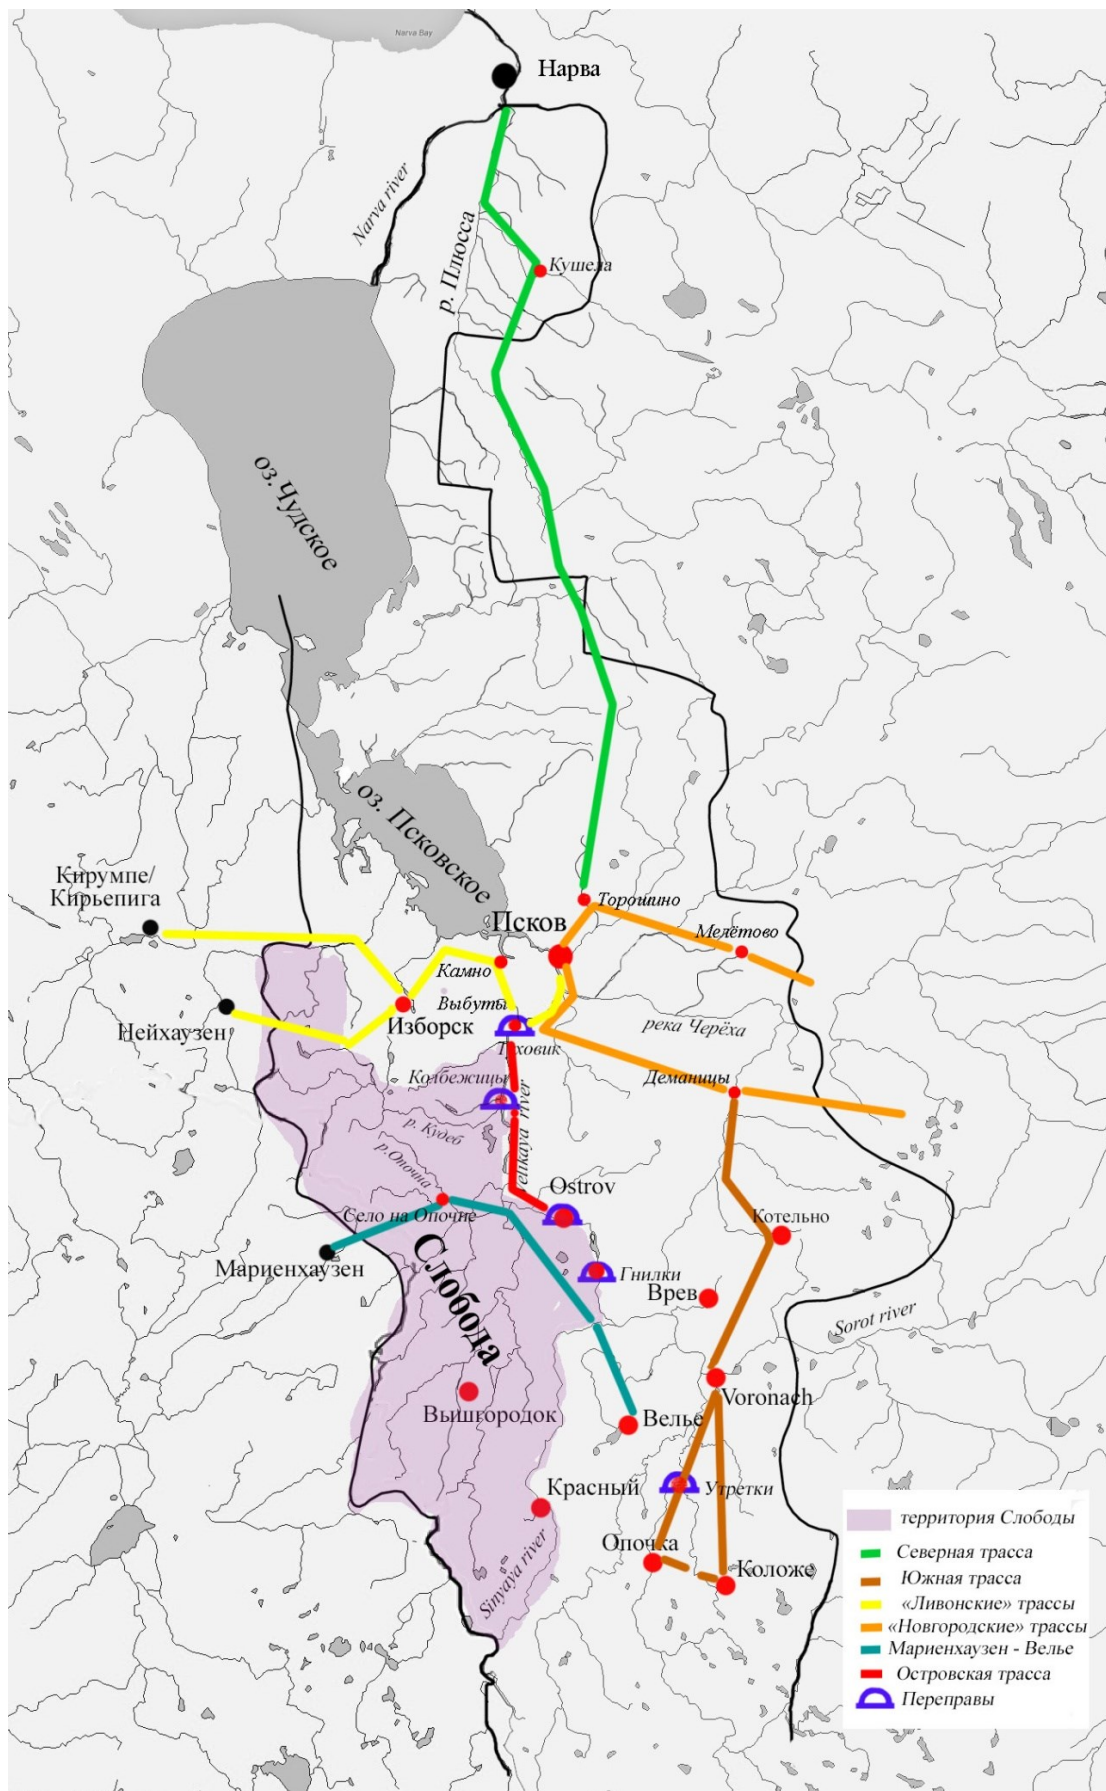 Narva Bay
Нарва
Narva river
р. Плюсса
Кушела
оз.Чудское
оз. Псковское
Кирумпе/
Кирьепига
Торошино
Псков
Мелётово
Камно
Выбуты
Изборск
Нейхаузен
река Черёха
Туховик
Колбежицы
Деманицы
р. Кудеб
river
р.Опочна
Ostrov
Село на Опочне
Котельно
Мариенхаузен
Слобода
Гнилки
Врев
Sorot river
Voronach
Вышгородок
Велье
Красный
Утретки
Опочка
Коложе
Sinyaya river
территория Слободы
Северная трасса
Южная трасса
«Ливонские» трассы
«Новгородские» трассы
Мариенхаузен - Велье
Островская трасса
Переправы